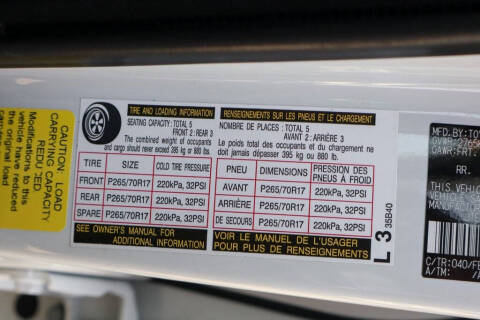 CAUTION: LOAD
CARRYING CAPACITY
REDUCED
Modifications to this
vehicle have reduced
the original
TIRE AND LOADING INFORMATION
SEATING CAPACITY: TOTAL 5
FRONT 2 : REAR 3
The combined weight of occupants
and cargo should never exceed 395 kg or 880 lbs.
TIRE SIZE COLD TIRE PRESSURE
FRONT P265/70R17 220kPa, 32PSI
REAR P265/70R17 220kPa, 32PSI
SPARE P265/70R17 220kPa, 32PSI
SEE OWNER'S MANUAL FOR
ADDITIONAL INFORMATION
RENSEIGNEMENTS SUR LES PNEUS ET LE CHARGEMENT
NOMBRE DE PLACES : TOTAL 5
AVANT 2 : ARRIÈRE 3
Le poids total des occupants et du chargement ne
doit jamais dépasser 395 kg ou 880 lb.
PNEU DIMENSIONS PRESSION DES
PNEUS À FROID
AVANT P265/70R17 220kPa, 32PSI
ARRIÈRE P265/70R17 220kPa, 32PSI
DE SECOURS P265/70R17 220kPa, 32PSI
VOIR LE MANUEL DE L'USAGER
POUR PLUS DE RENSEIGNEMENTS
L 3 35B40
MFD.BY:TOY
RR.
THIS VEHIC
C/TR:040/FB
A/TM: